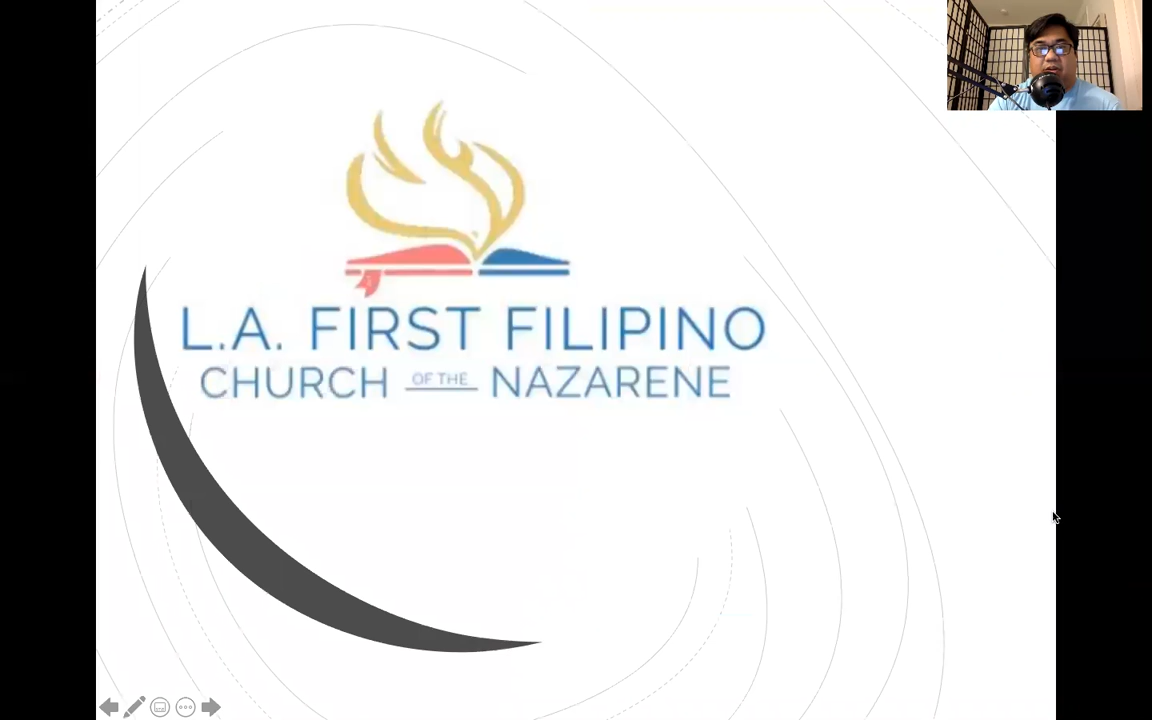 L.A. FIRST FILIPINO
CHURCH OF THE NAZARENE